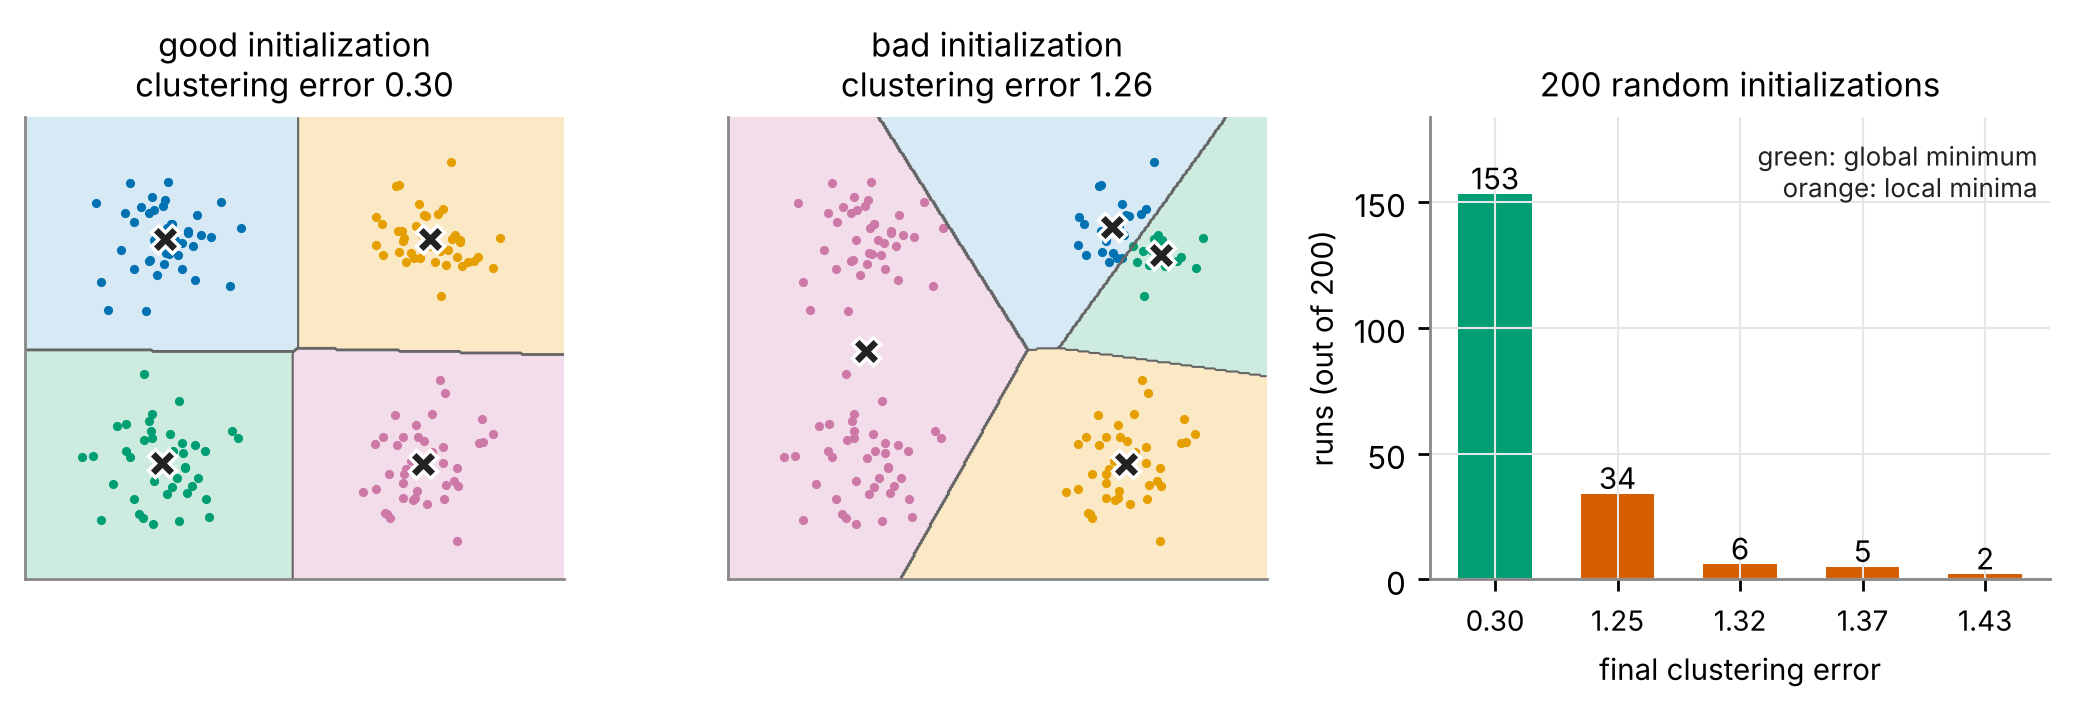 good initialization
clustering error 0.30
bad initialization
clustering error 1.26
200 random initializations
green: global minimum
orange: local minima
153
34
6
5
2
150
100
50
0
runs (out of 200)
0.30
1.25
1.32
1.37
1.43
final clustering error